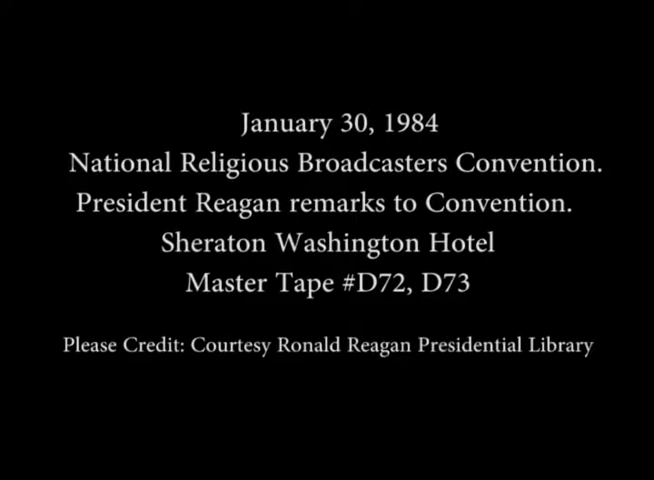 January 30, 1984
National Religious Broadcasters Convention.
President Reagan remarks to Convention.
Sheraton Washington Hotel
Master Tape #D72, D73
Please Credit: Courtesy Ronald Reagan Presidential Library